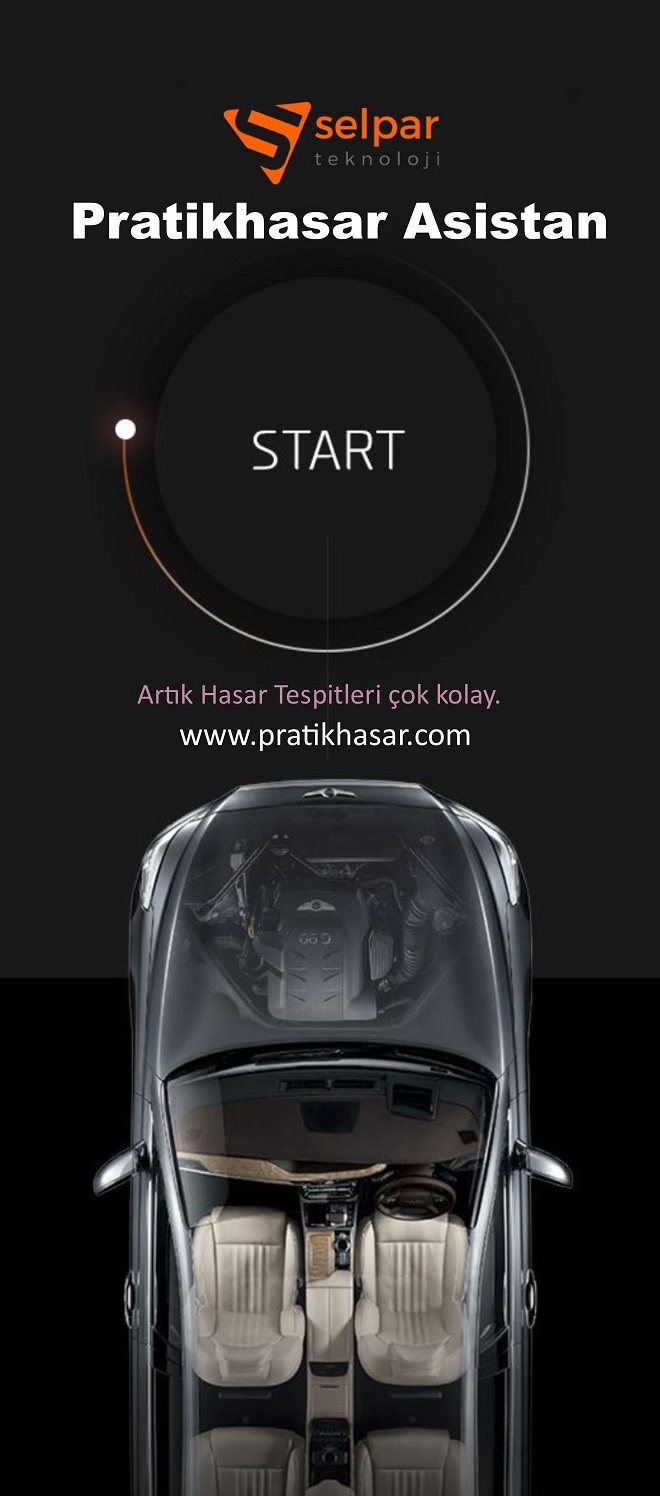 selpar
teknoloji
Pratikhasar Asistan
START
Artık Hasar Tespitleri çok kolay.
www.pratikhasar.com